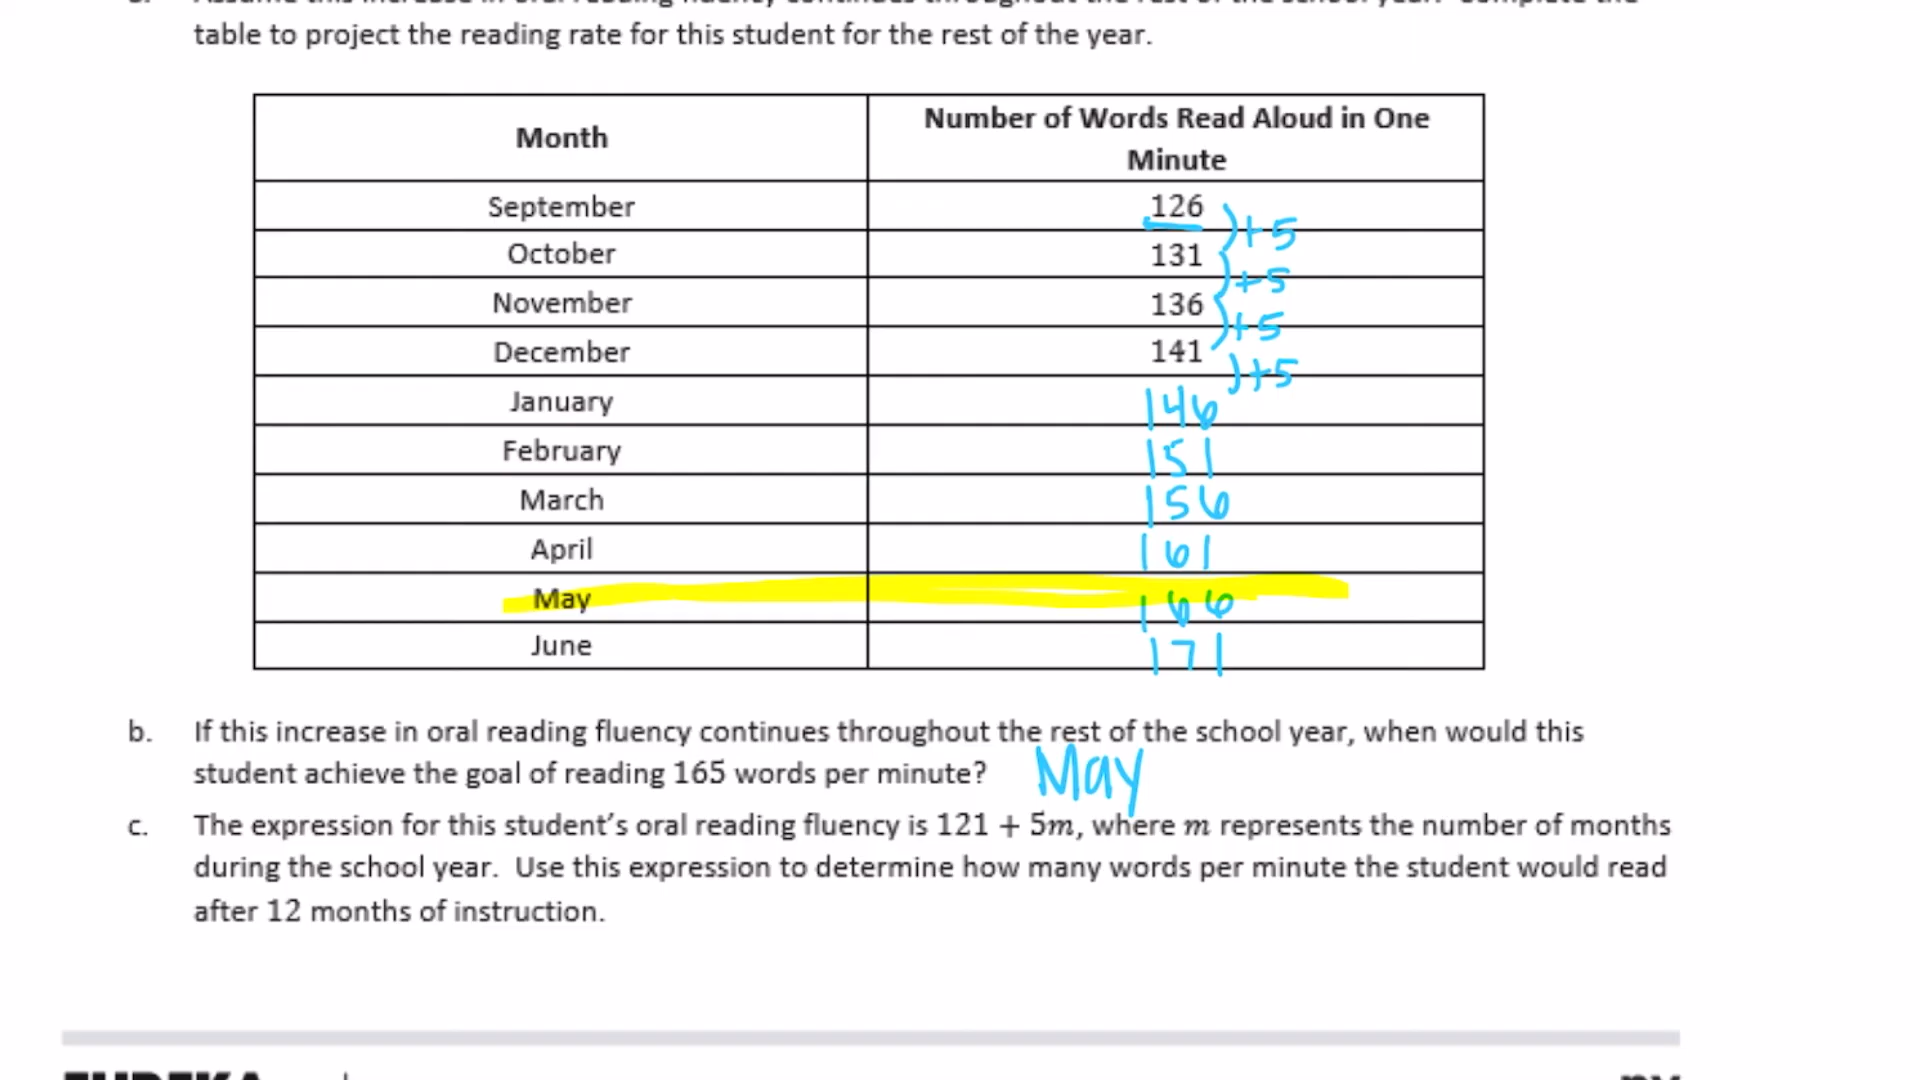 table to project the reading rate for this student for the rest of the year.
Month
Number of Words Read Aloud in One
Minute
September 126 +5
October 131 +5
November 136 +5
December 141 +5
January 146
February 151
March 156
April 161
May 166
June 171
b. If this increase in oral reading fluency continues throughout the rest of the school year, when would this
student achieve the goal of reading 165 words per minute? May
c. The expression for this student's oral reading fluency is 121 + 5m, where m represents the number of months
during the school year. Use this expression to determine how many words per minute the student would read
after 12 months of instruction.